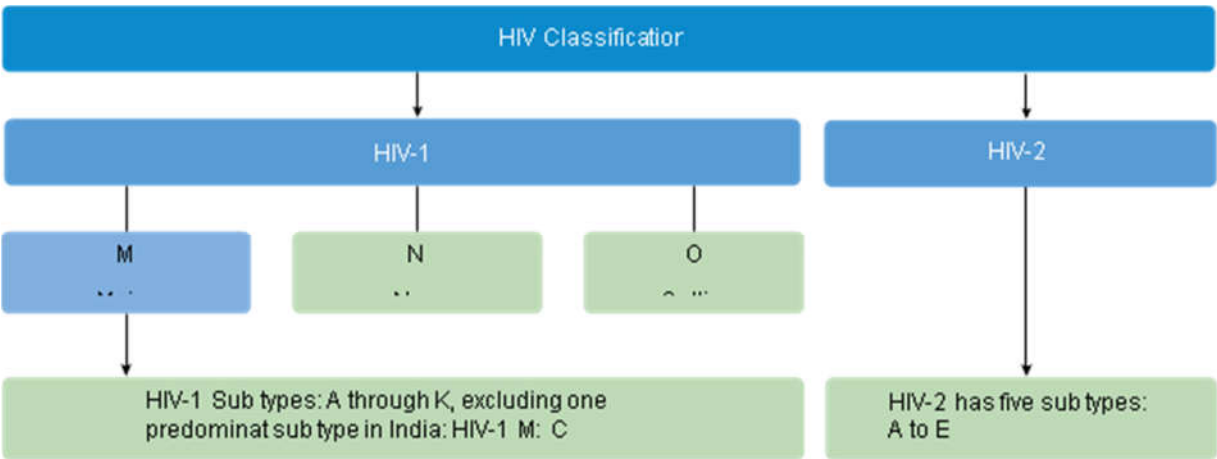 HIV Classification
HIV-1
HIV-2
M
N
O
HIV-1 Sub types: A through K, excluding one
predominat sub type in India: HIV-1 M: C
HIV-2 has five sub types:
A to E